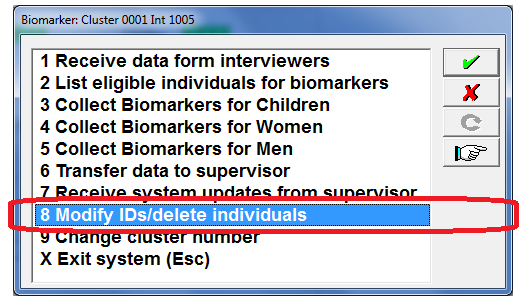 Biomarker: Cluster 0001 Int 1005
1 Receive data form interviewers
2 List eligible individuals for biomarkers
3 Collect Biomarkers for Children
4 Collect Biomarkers for Women
5 Collect Biomarkers for Men
6 Transfer data to supervisor
7 Receive system updates from supervisor
8 Modify IDs/delete individuals
9 Change cluster number
X Exit system (Esc)